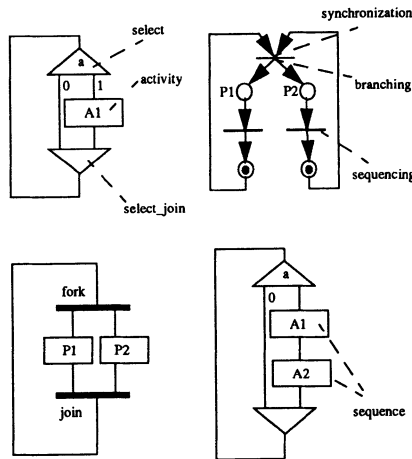 select
a
0 1
activity
A1
select_join
synchronization
P1 P2
branching
sequencing
fork
P1 P2
join
a
0
A1
A2
sequence